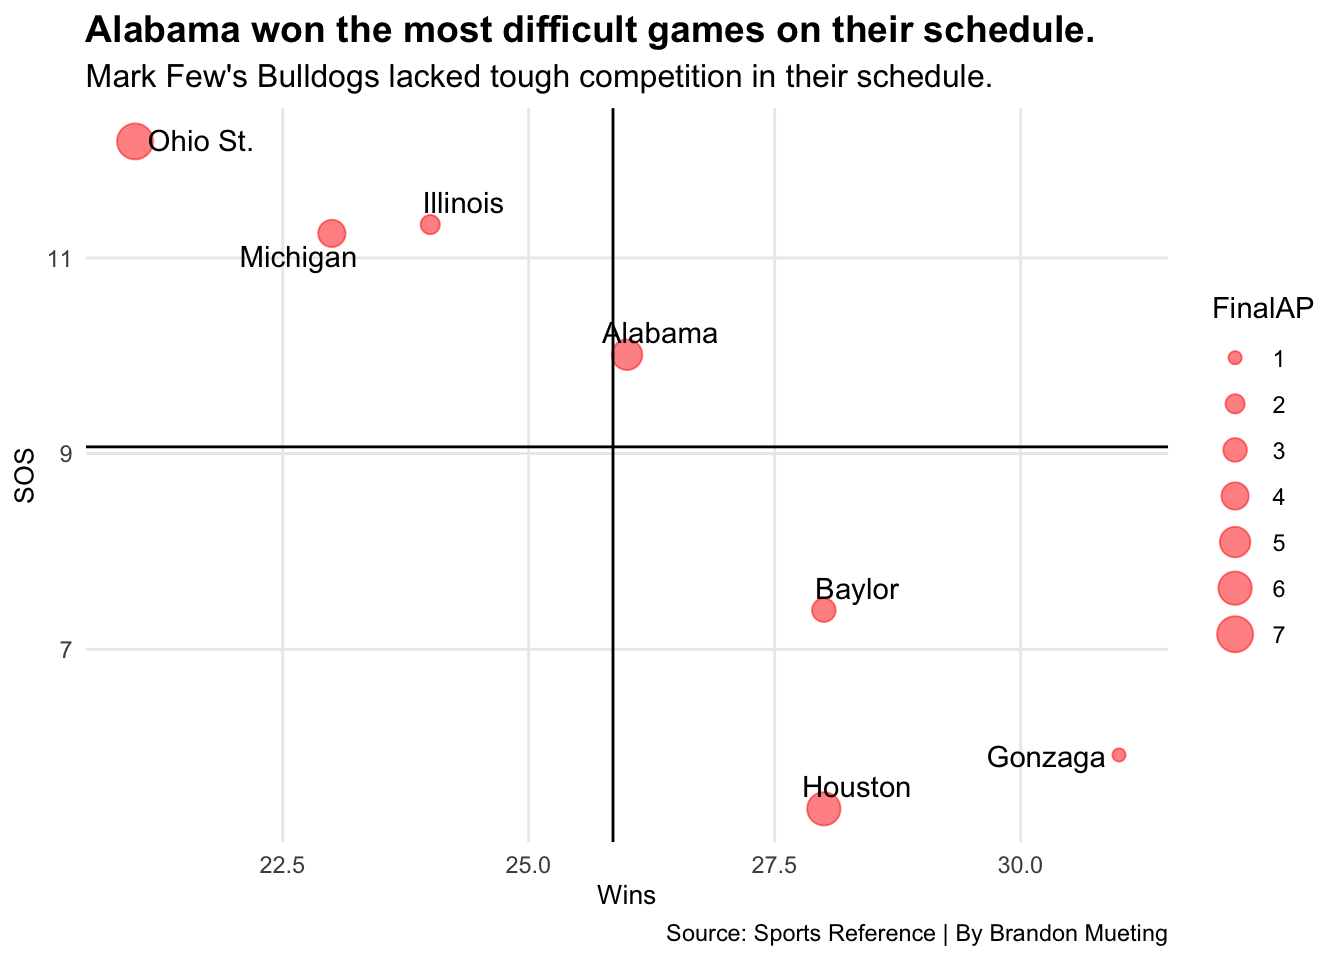 Alabama won the most difficult games on their schedule.
Mark Few's Bulldogs lacked tough competition in their schedule.
Ohio St.
Illinois
Michigan
Alabama
Baylor
Gonzaga
Houston
11
9
7
SOS
22.5
25.0
27.5
30.0
Wins
FinalAP
1
2
3
4
5
6
7
Source: Sports Reference | By Brandon Mueting